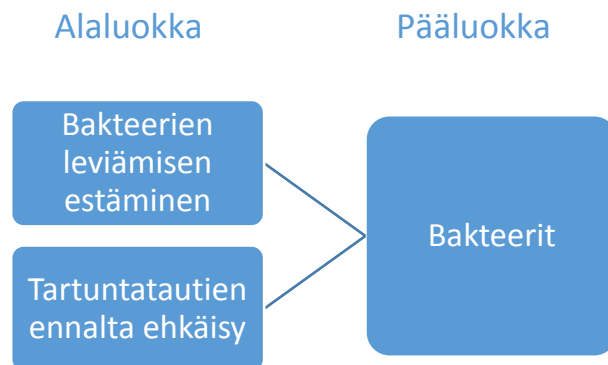 Alaluokka
Pääluokka
Bakteerien
leviämisen
estäminen
Bakteerit
Tartuntatautien
ennalta ehkäisy